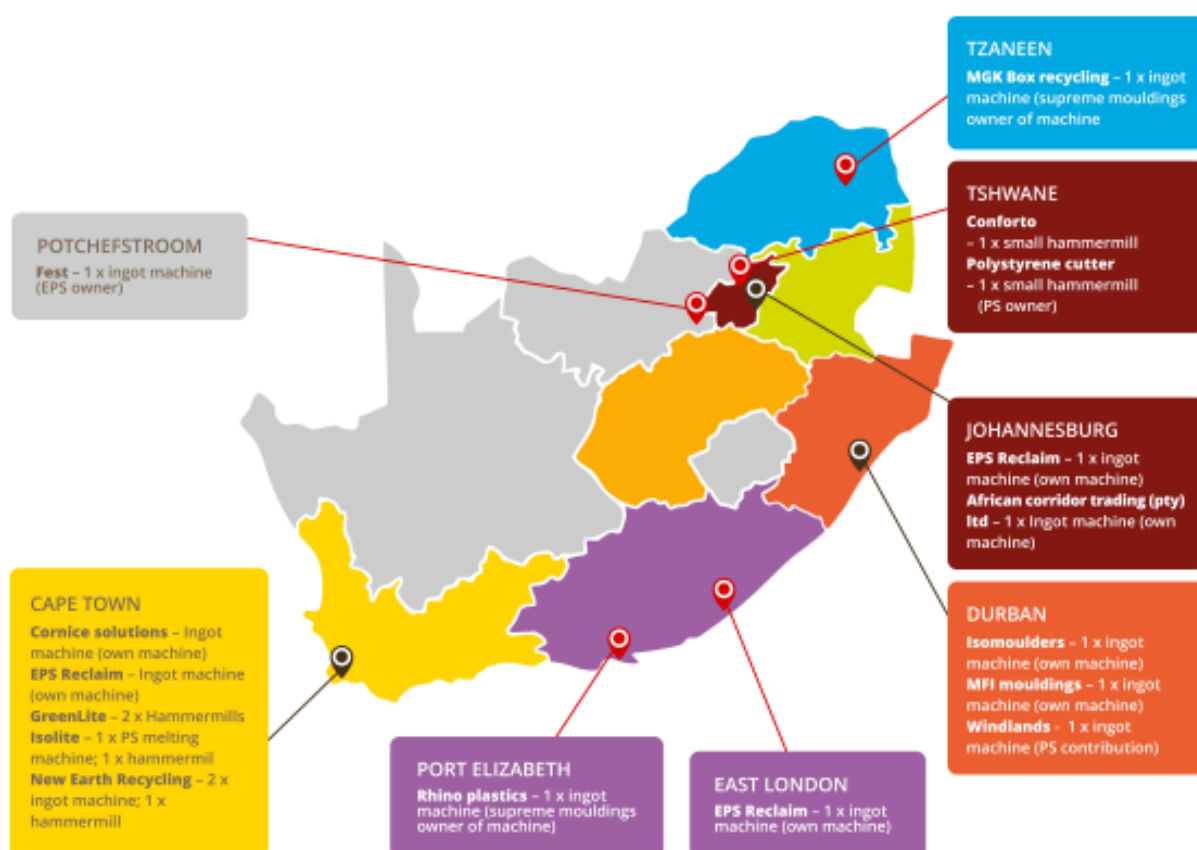 TZANEEN
MGK Box recycling – 1 x ingot
machine (supreme mouldings
owner of machine
TSHWANE
Conforto
– 1 x small hammermill
Polystyrene cutter
– 1 x small hammermill
(PS owner)
POTCHEFSTROOM
Fest – 1 x ingot machine
(EPS owner)
JOHANNESBURG
EPS Reclaim – 1 x ingot
machine (own machine)
African corridor trading (pty)
ltd – 1 x Ingot machine (own
machine)
CAPE TOWN
Cornice solutions – Ingot
machine (own machine)
EPS Reclaim – Ingot machine
(own machine)
GreenLite – 2 x Hammermills
Isolite – 1 x PS melting
machine; 1 x hammermil
New Earth Recycling – 2 x
ingot machine; 1 x
hammermill
DURBAN
Isomoulders – 1 x ingot
machine (own machine)
MFI mouldings – 1 x ingot
machine (own machine)
Windlands - 1 x ingot
machine (PS contribution)
PORT ELIZABETH
Rhino plastics – 1 x ingot
machine (supreme mouldings
owner of machine)
EAST LONDON
EPS Reclaim – 1 x ingot
machine (own machine)